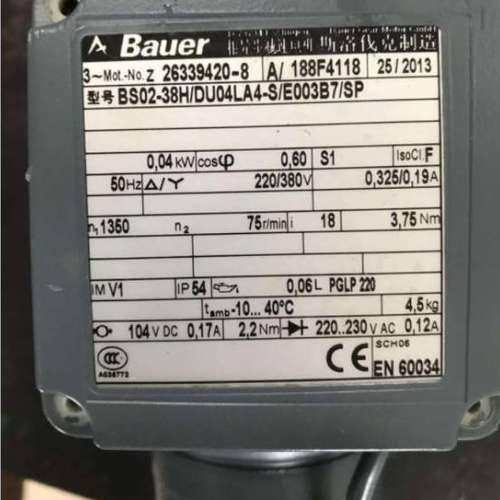 Bauer
3~Mot.-No. Z 26339420-8 A/ 188F4118 25/2013
型号 BS02-38H/DU04LA4-S/E003B7/SP
0,04 kW cosφ 0,60 S1 IsoCl. F
50Hz △/Y 220/380V 0,325/0,19A
n₁ 1350 n₂ 75 r/min i 18 3,75 Nm
IM V1 IP 54 0,06 L PGLP 220
tamb-10... 40°C 4,5 kg
104 V DC 0,17A 2,2 Nm 220..230 V AC 0,12A
SCH06
CCC CE EN 60034
A036772